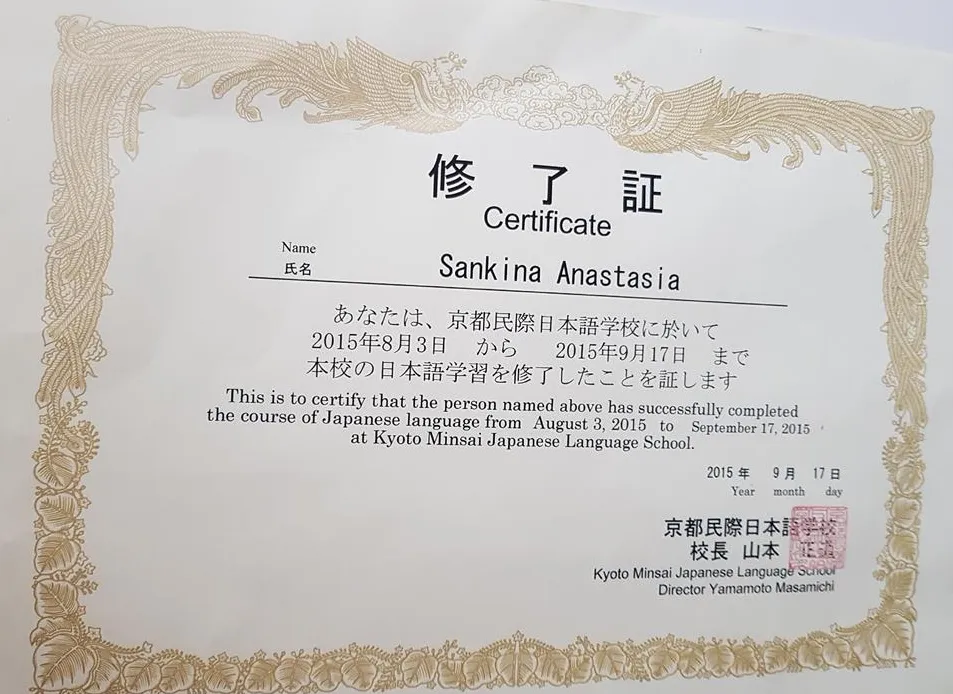 修了証
Certificate
Name
氏名
Sankina Anastasia
あなたは、京都民際日本語学校に於いて
2015年8月3日 から 2015年9月17日 まで
本校の日本語学習を修了したことを証します
This is to certify that the person named above has successfully completed
the course of Japanese language from August 3, 2015 to September 17, 2015
at Kyoto Minsai Japanese Language School.
2015 年 9 月 17 日
Year month day
京都民際日本語学校
校長 山本 正道
Kyoto Minsai Japanese Language School
Director Yamamoto Masamichi